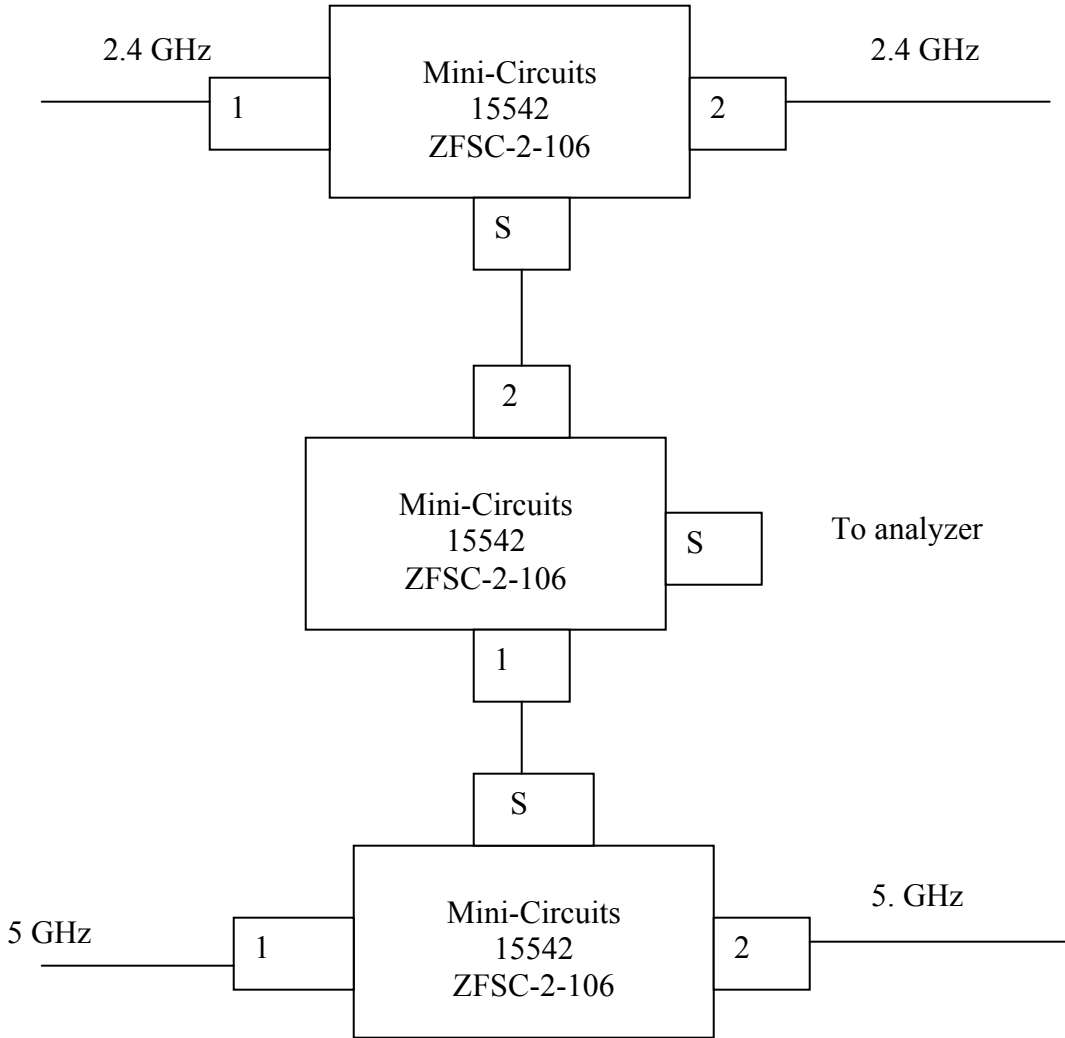 2.4 GHz
2.4 GHz
Mini-Circuits
15542
ZFSC-2-106
1
2
S
2
Mini-Circuits
15542
ZFSC-2-106
S
To analyzer
1
S
5 GHz
5. GHz
1
Mini-Circuits
15542
ZFSC-2-106
2